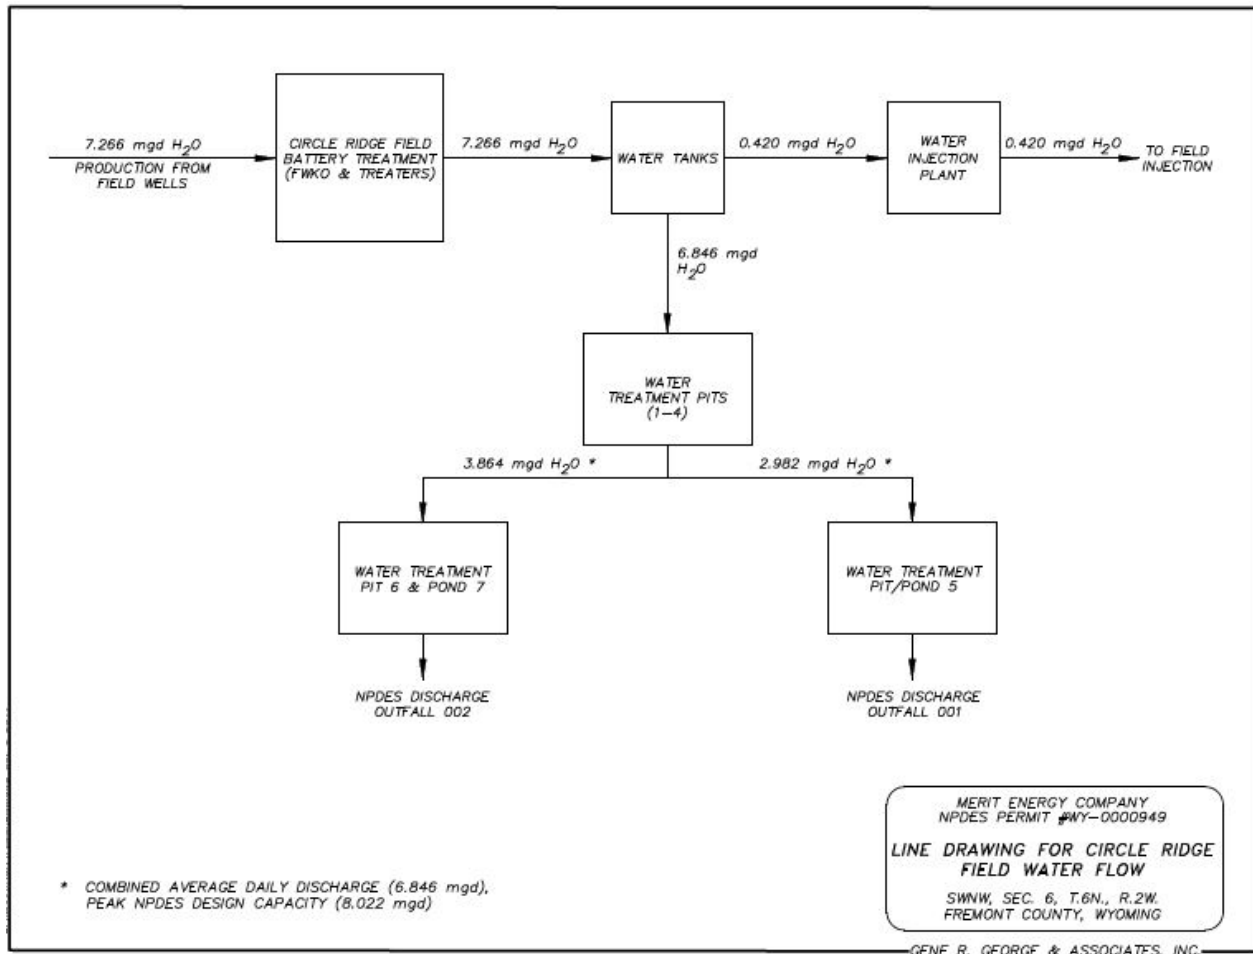 7.266 mgd H2O
PRODUCTION FROM
FIELD WELLS
CIRCLE RIDGE FIELD
BATTERY TREATMENT
(FWKO & TREATERS)
7.266 mgd H2O
WATER TANKS
0.420 mgd H2O
WATER
INJECTION
PLANT
0.420 mgd H2O
TO FIELD
INJECTION
6.846 mgd
H2O
WATER
TREATMENT PITS
(1-4)
3.864 mgd H2O *
2.982 mgd H2O *
WATER TREATMENT
PIT 6 & POND 7
WATER TREATMENT
PIT/POND 5
NPDES DISCHARGE
OUTFALL 002
NPDES DISCHARGE
OUTFALL 001
* COMBINED AVERAGE DAILY DISCHARGE (6.846 mgd),
PEAK NPDES DESIGN CAPACITY (8.022 mgd)
MERIT ENERGY COMPANY
NPDES PERMIT #WY-0000949
LINE DRAWING FOR CIRCLE RIDGE
FIELD WATER FLOW
SWNW, SEC. 6, T.6N., R.2W.
FREMONT COUNTY, WYOMING
GENE R. GEORGE & ASSOCIATES, INC.